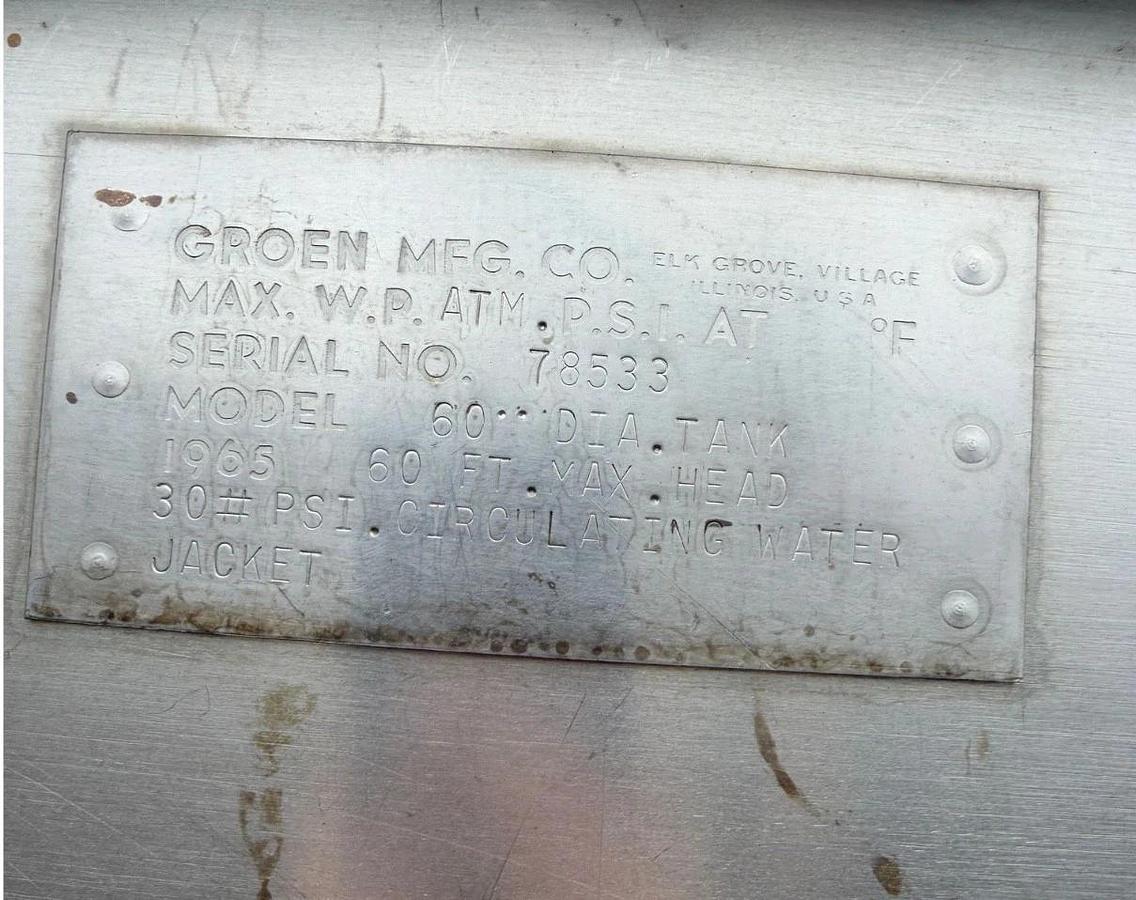 GROEN MFG. CO. ELK GROVE, VILLAGE
ILLINOIS, USA
MAX. W.P. ATM. P.S.I. AT °F
SERIAL NO. 78533
MODEL 60" DIA. TANK
1965 60 FT. MAX. HEAD
30# PSI. CIRCULATING WATER
JACKET